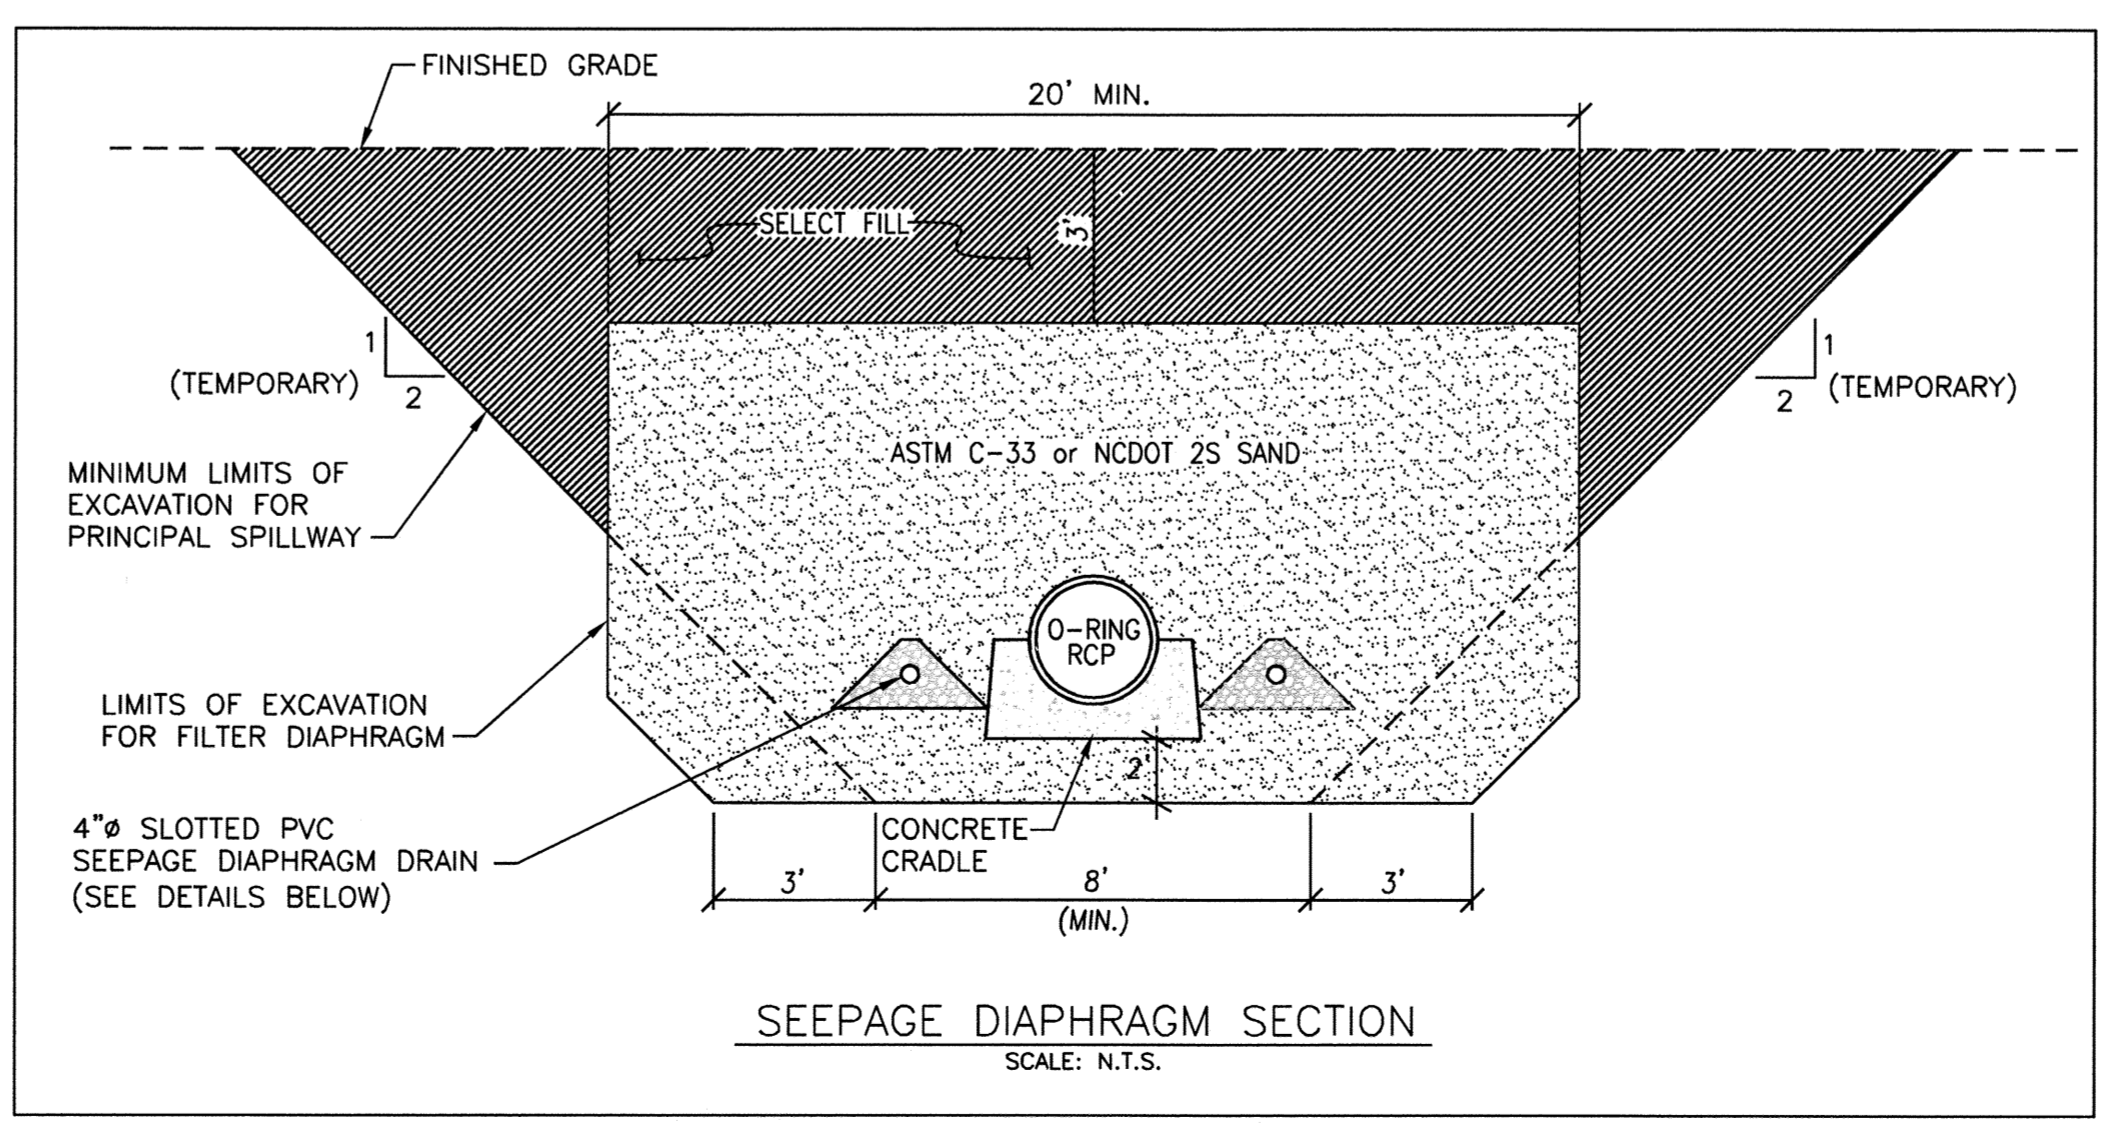 FINISHED GRADE
20' MIN.
SELECT FILL
3'
1
2
(TEMPORARY)
1
2
(TEMPORARY)
ASTM C-33 or NCDOT 2S SAND
MINIMUM LIMITS OF
EXCAVATION FOR
PRINCIPAL SPILLWAY
O-RING
RCP
LIMITS OF EXCAVATION
FOR FILTER DIAPHRAGM
2'
4"ø SLOTTED PVC
SEEPAGE DIAPHRAGM DRAIN
(SEE DETAILS BELOW)
CONCRETE
CRADLE
3'
8'
(MIN.)
3'
SEEPAGE DIAPHRAGM SECTION
SCALE: N.T.S.